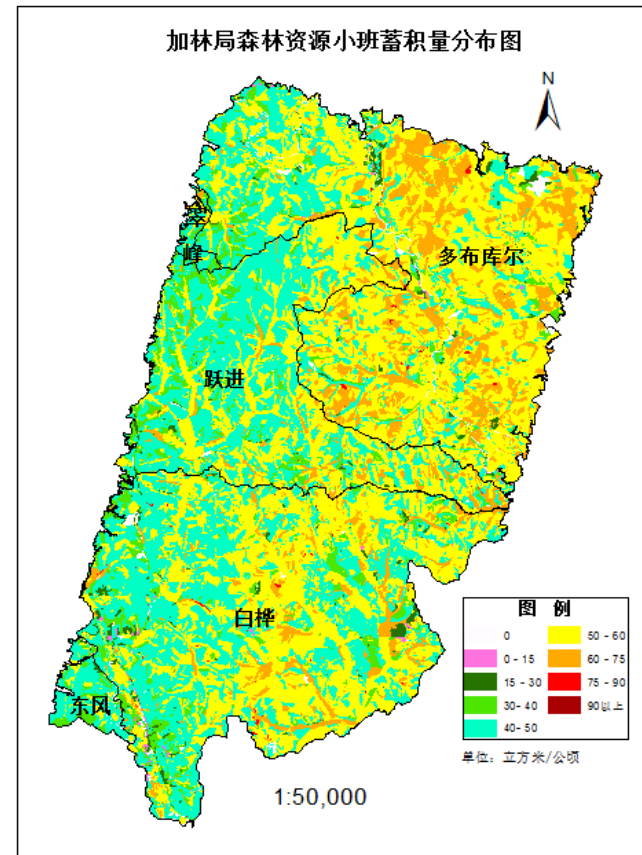 加林局森林资源小班蓄积量分布图
N
翠
峰
多布库尔
跃进
白桦
东风
图 例
0
0 - 15
15 - 30
30- 40
40- 50
50 - 60
60 - 75
75 - 90
90以上
单位：立方米/公顷
1:50,000